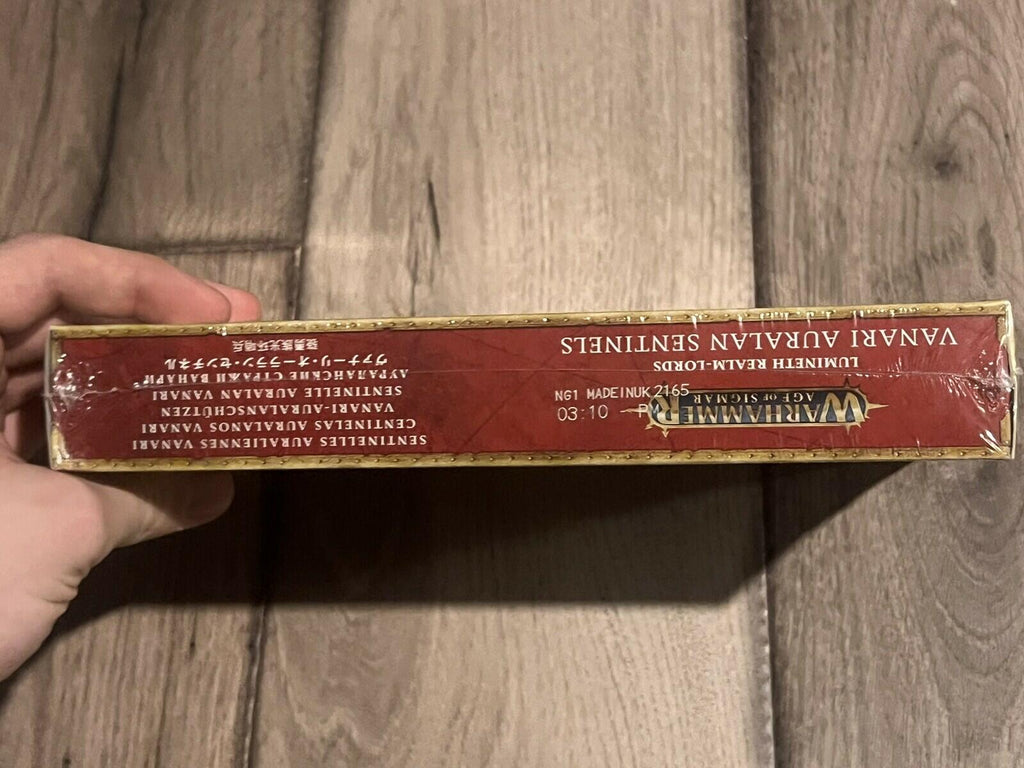 WARHAMMER
AGE OF SIGMAR
LUMINETH REALM-LORDS
VANARI AURALAN SENTINELS
NG1 MADEINUK 2165
03:10 P
SENTINELLES AURALIENNES VANARI
CENTINELAS AURALANOS VANARI
VANARI-AURALANSCHÜTZEN
SENTINELLE AURALAN VANARI
АУРАЛАНСКИЕ СТРАЖИ ВАНАРИ
ヴァナーリ・オーララン・センチネル